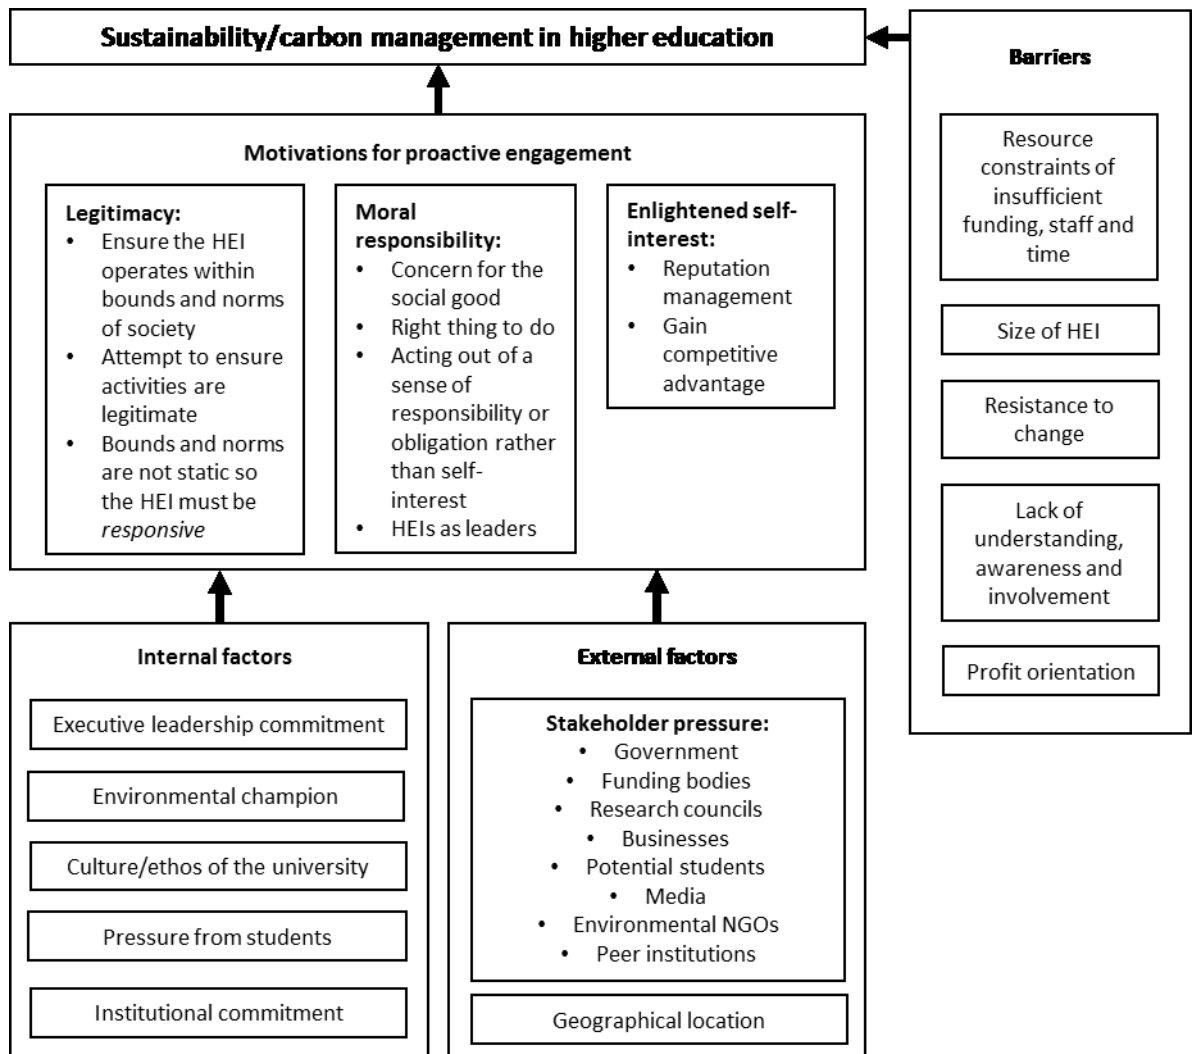 Sustainability/carbon management in higher education
Motivations for proactive engagement
Legitimacy:
• Ensure the HEI
operates within
bounds and norms
of society
• Attempt to ensure
activities are
legitimate
• Bounds and norms
are not static so
the HEI must be
responsive
Moral
responsibility:
• Concern for the
social good
• Right thing to do
• Acting out of a
sense of
responsibility or
obligation rather
than self-
interest
• HEIs as leaders
Enlightened self-
interest:
• Reputation
management
• Gain
competitive
advantage
Internal factors
Executive leadership commitment
Environmental champion
Culture/ethos of the university
Pressure from students
Institutional commitment
External factors
Stakeholder pressure:
• Government
• Funding bodies
• Research councils
• Businesses
• Potential students
• Media
• Environmental NGOs
• Peer institutions
Geographical location
Barriers
Resource
constraints of
insufficient
funding, staff and
time
Size of HEI
Resistance to
change
Lack of
understanding,
awareness and
involvement
Profit orientation